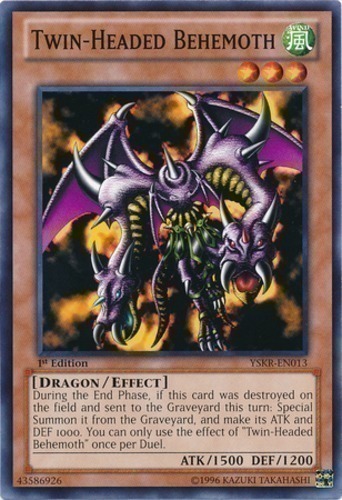 TWIN-HEADED BEHEMOTH
風
1st Edition
YSKR-EN013
[DRAGON/EFFECT]
During the End Phase, if this card was destroyed on
the field and sent to the Graveyard this turn: Special
Summon it from the Graveyard, and make its ATK and
DEF 1000. You can only use the effect of "Twin-Headed
Behemoth" once per Duel.
ATK/1500 DEF/1200
43586926
©1996 KAZUKI TAKAHASHI